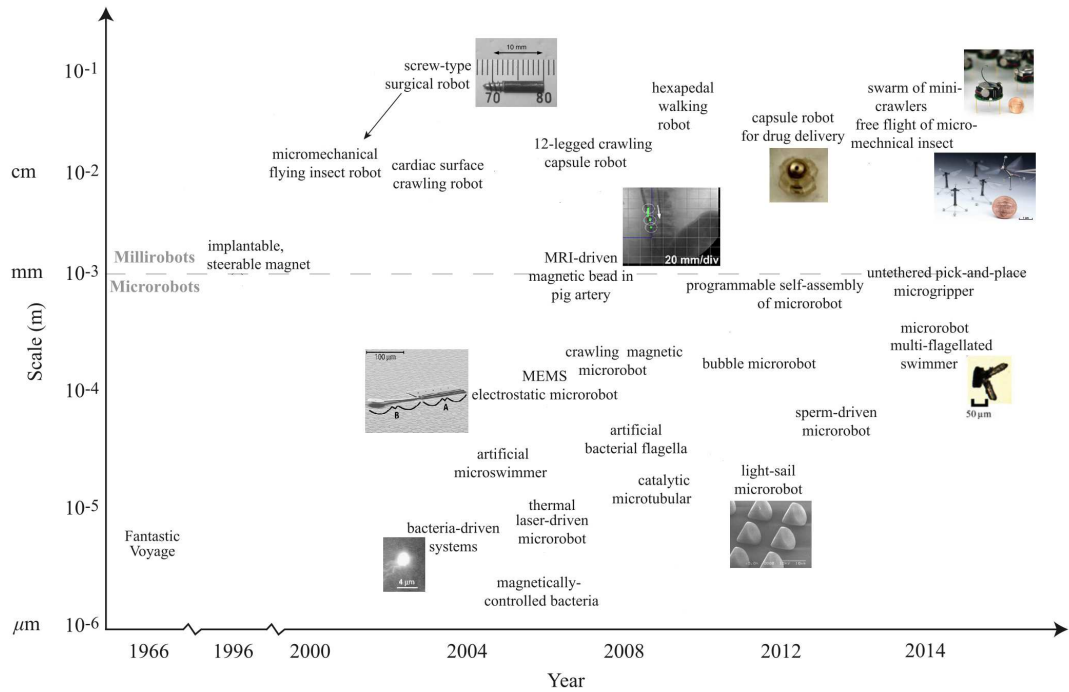 10 mm
70 80
screw-type
surgical robot
10-1
hexapedal
walking
robot
swarm of mini-
crawlers
free flight of micro-
mechnical insect
capsule robot
for drug delivery
micromechanical
flying insect robot
cardiac surface
crawling robot
12-legged crawling
capsule robot
cm 10-2
20 mm/div
Millirobots
implantable,
steerable magnet
MRI-driven
magnetic bead in
pig artery
mm 10-3
Microrobots
programmable self-assembly
of microrobot
untethered pick-and-place
microgripper
Scale (m)
microrobot
multi-flagellated
swimmer
100 μm
B A
crawling magnetic
microrobot
bubble microrobot
MEMS
electrostatic microrobot
10-4
50 μm
sperm-driven
microrobot
artificial
bacterial flagella
artificial
microswimmer
catalytic
microtubular
light-sail
microrobot
10-5
thermal
laser-driven
microrobot
Fantastic
Voyage
bacteria-driven
systems
4 μm
magnetically-
controlled bacteria
μm 10-6
1966 1996 2000 2004 2008 2012 2014
Year